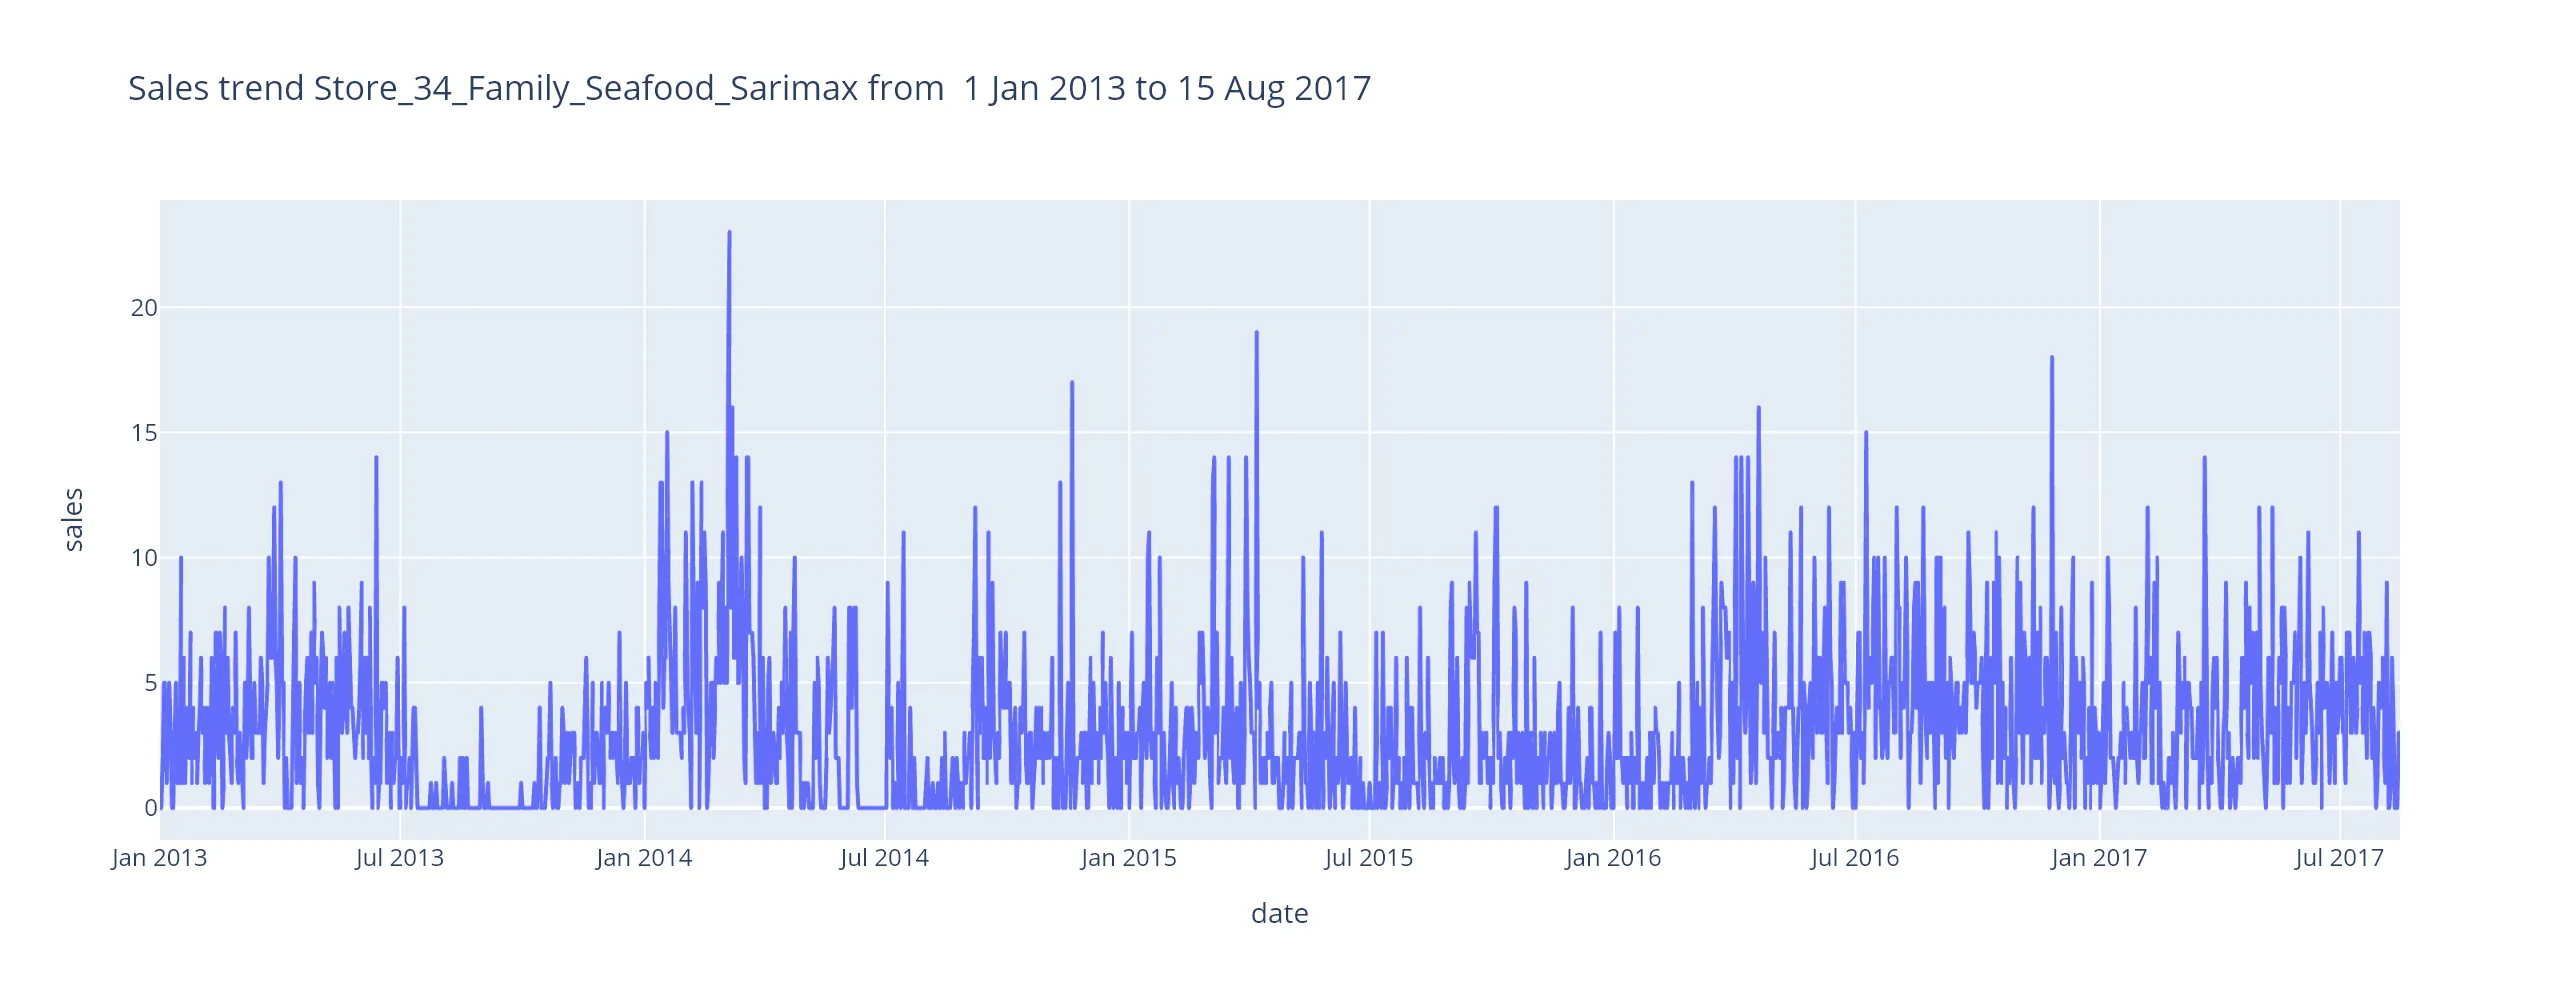 Sales trend Store_34_Family_Seafood_Sarimax from  1 Jan 2013 to 15 Aug 2017
20
15
10
5
0
sales
Jan 2013 Jul 2013 Jan 2014 Jul 2014 Jan 2015 Jul 2015 Jan 2016 Jul 2016 Jan 2017 Jul 2017
date